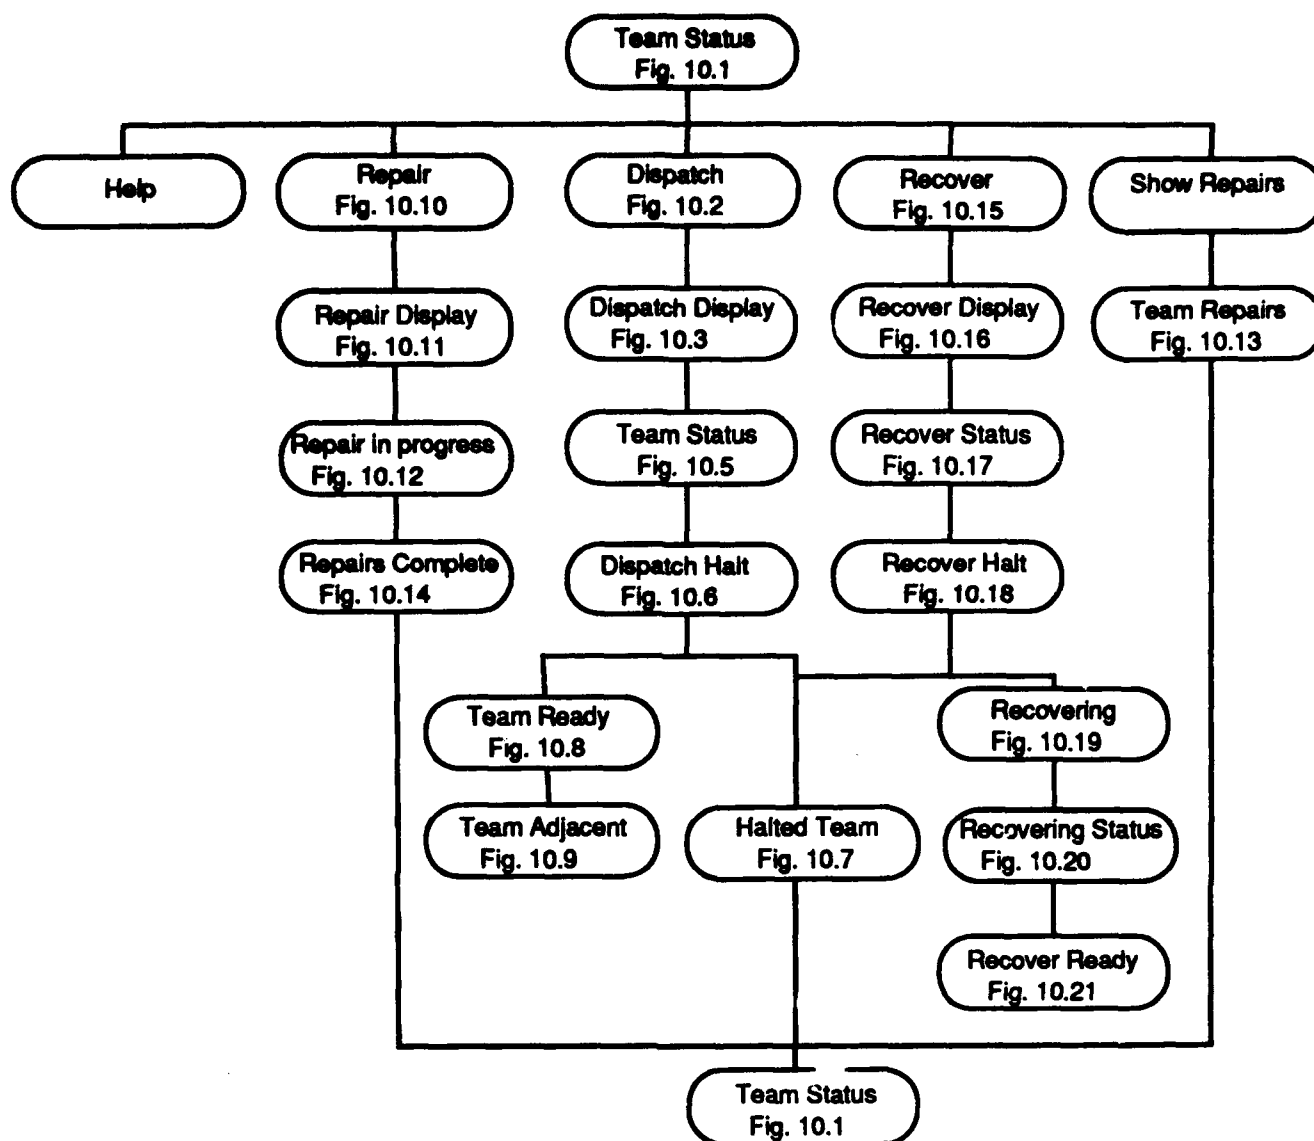 Team Status
Fig. 10.1
Help
Repair
Fig. 10.10
Dispatch
Fig. 10.2
Recover
Fig. 10.15
Show Repairs
Repair Display
Fig. 10.11
Dispatch Display
Fig. 10.3
Recover Display
Fig. 10.16
Team Repairs
Fig. 10.13
Repair in progress
Fig. 10.12
Team Status
Fig. 10.5
Recover Status
Fig. 10.17
Repairs Complete
Fig. 10.14
Dispatch Halt
Fig. 10.6
Recover Halt
Fig. 10.18
Team Ready
Fig. 10.8
Recovering
Fig. 10.19
Team Adjacent
Fig. 10.9
Halted Team
Fig. 10.7
Recovering Status
Fig. 10.20
Recover Ready
Fig. 10.21
Team Status
Fig. 10.1